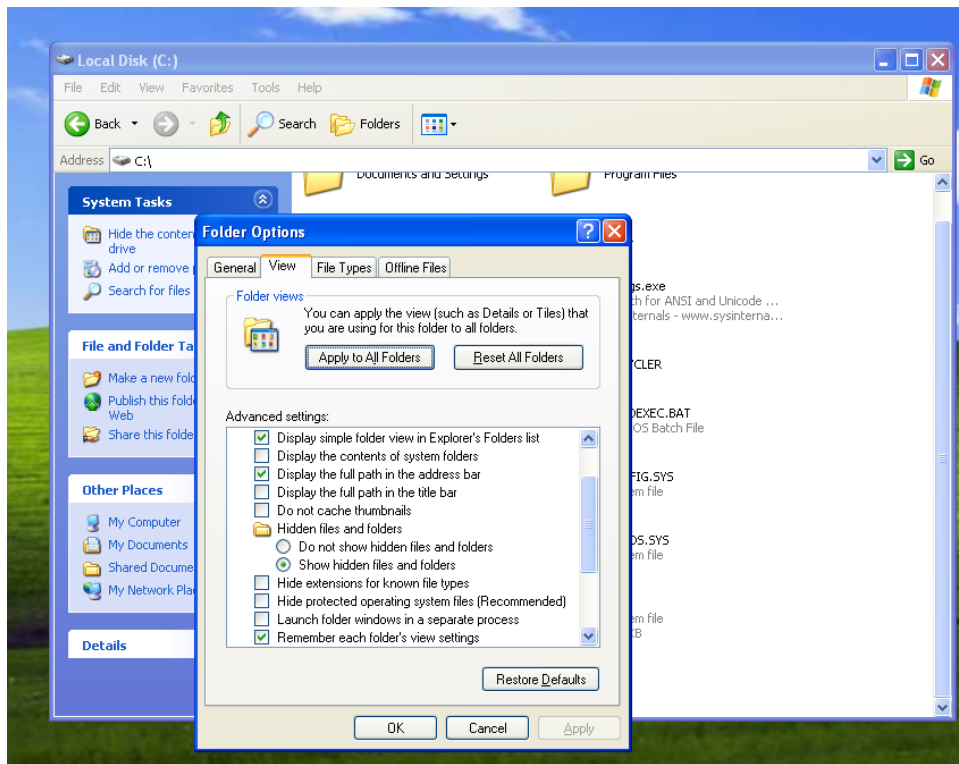 Local Disk (C:)
File Edit View Favorites Tools Help
Back Search Folders
Address C:\ Go
Documents and Settings Program Files
System Tasks
Hide the conten
drive
Add or remove
Search for files
File and Folder Ta
Make a new fold
Publish this folde
Web
Share this folde
Other Places
My Computer
My Documents
Shared Docume
My Network Pla
Details
Folder Options
General View File Types Offline Files
Folder views
You can apply the view (such as Details or Tiles) that
you are using for this folder to all folders.
Apply to All Folders Reset All Folders
Advanced settings:
Display simple folder view in Explorer's Folders list
Display the contents of system folders
Display the full path in the address bar
Display the full path in the title bar
Do not cache thumbnails
Hidden files and folders
Do not show hidden files and folders
Show hidden files and folders
Hide extensions for known file types
Hide protected operating system files (Recommended)
Launch folder windows in a separate process
Remember each folder's view settings
Restore Defaults
OK Cancel Apply
gs.exe
ch for ANSI and Unicode ...
ternals - www.sysinterna...
YCLER
OEXEC.BAT
OS Batch File
FIG.SYS
em file
OS.SYS
em file
em file
KB